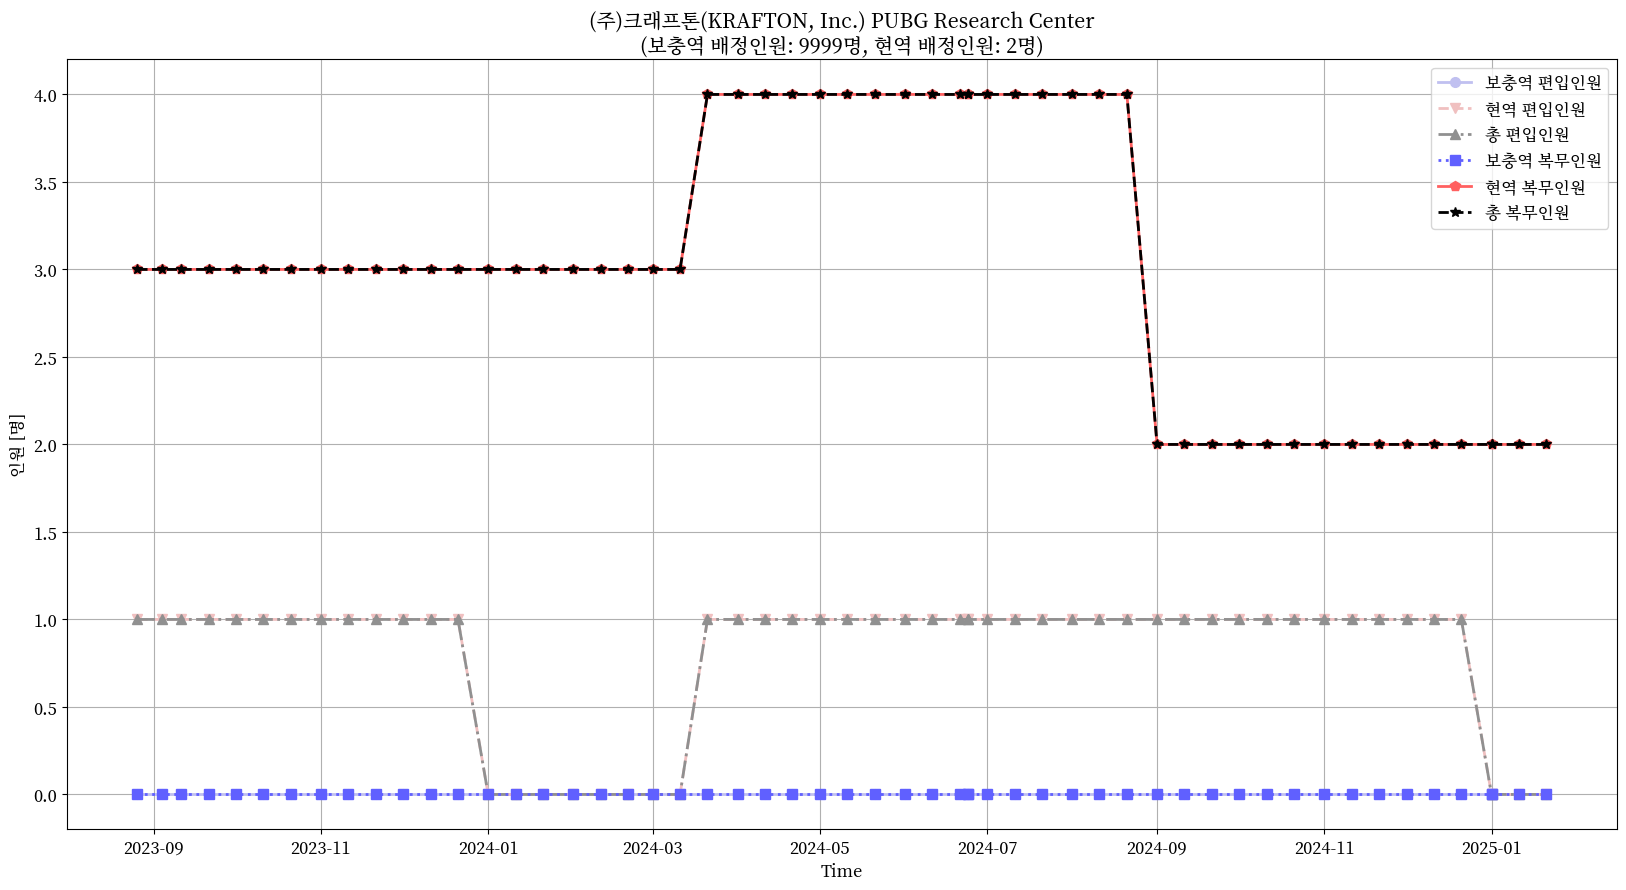 (주)크래프톤(KRAFTON, Inc.) PUBG Research Center
(보충역 배정인원: 9999명, 현역 배정인원: 2명)
보충역 편입인원
현역 편입인원
총 편입인원
보충역 복무인원
현역 복무인원
총 복무인원
인원 [명]
4.0
3.5
3.0
2.5
2.0
1.5
1.0
0.5
0.0
2023-09 2023-11 2024-01 2024-03 2024-05 2024-07 2024-09 2024-11 2025-01
Time